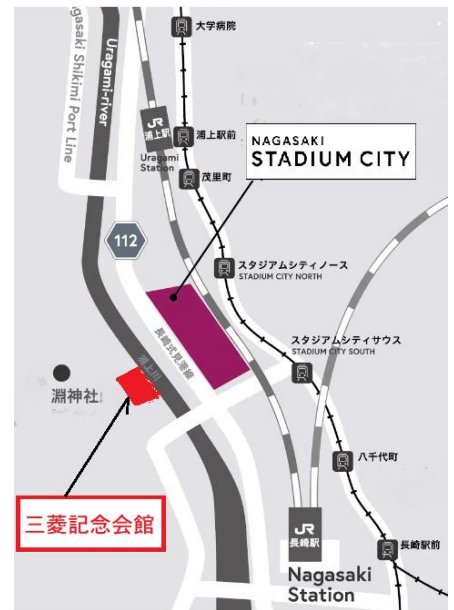 大学病院
Uragami-river
Nagasaki Shikimi Port Line
JR
浦上駅
Uragami
Station
浦上駅前
NAGASAKI
STADIUM CITY
茂里町
112
スタジアムシティノース
STADIUM CITY NORTH
長崎式見港線
浦上川
スタジアムシティサウス
STADIUM CITY SOUTH
淵神社
八千代町
三菱記念会館
JR
長崎駅
長崎駅前
Nagasaki
Station